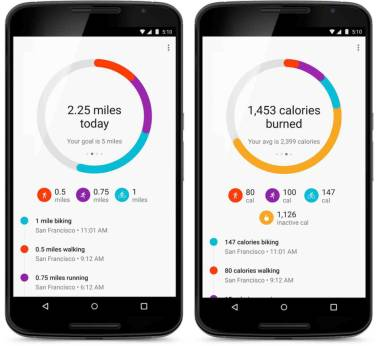 5:10
2.25 miles
today
Your goal is 5 miles
0.5
miles
0.75
miles
1
miles
1 mile biking
San Francisco • 11:01 AM
0.5 miles walking
San Francisco • 9:12 AM
0.75 miles running
San Francisco • 6:12 AM
5:10
1,453 calories
burned
Your avg is 2,399 calories
80
cal
100
cal
147
cal
1,126
inactive cal
147 calories biking
San Francisco • 11:01 AM
80 calories walking
San Francisco • 9:12 AM